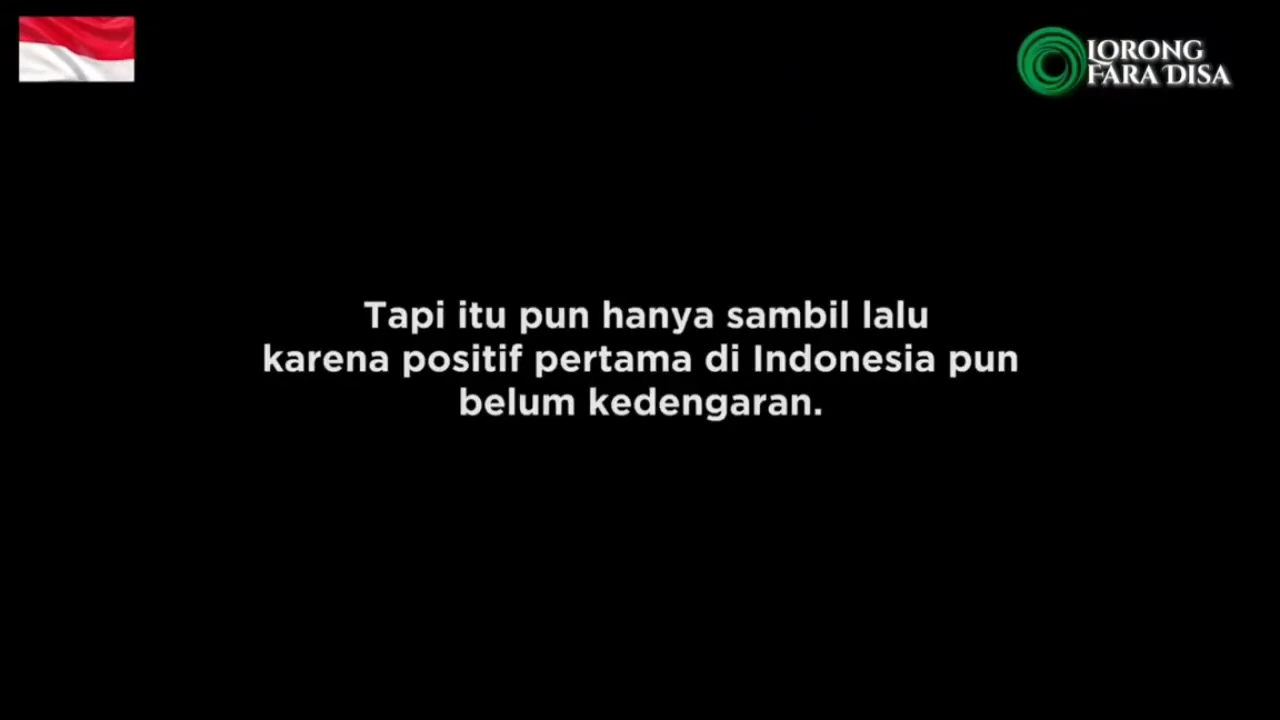 LORONG
FARA DISA
Tapi itu pun hanya sambil lalu
karena positif pertama di Indonesia pun
belum kedengaran.